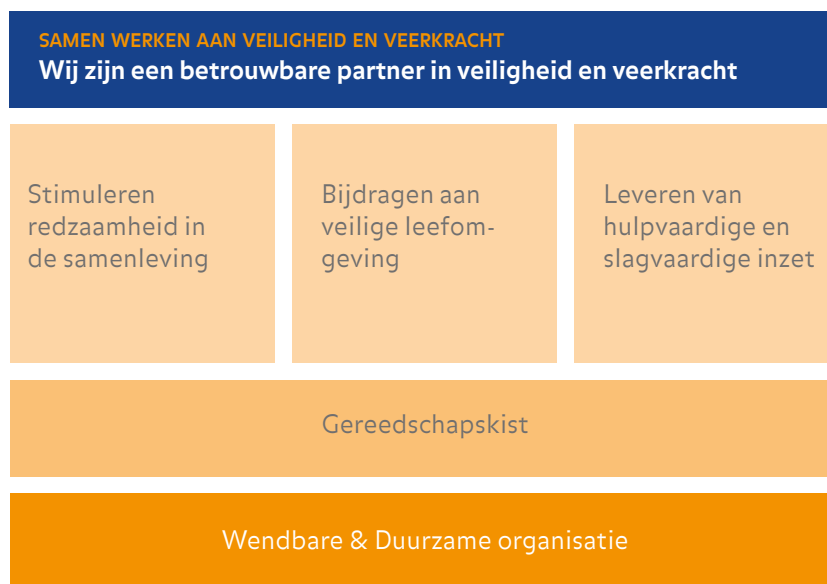 SAMEN WERKEN AAN VEILIGHEID EN VEERKRACHT
Wij zijn een betrouwbare partner in veiligheid en veerkracht
Stimuleren
redzaamheid in
de samenleving
Bijdragen aan
veilige leefom-
geving
Leveren van
hulpvaardige en
slagvaardige inzet
Gereedschapskist
Wendbare & Duurzame organisatie